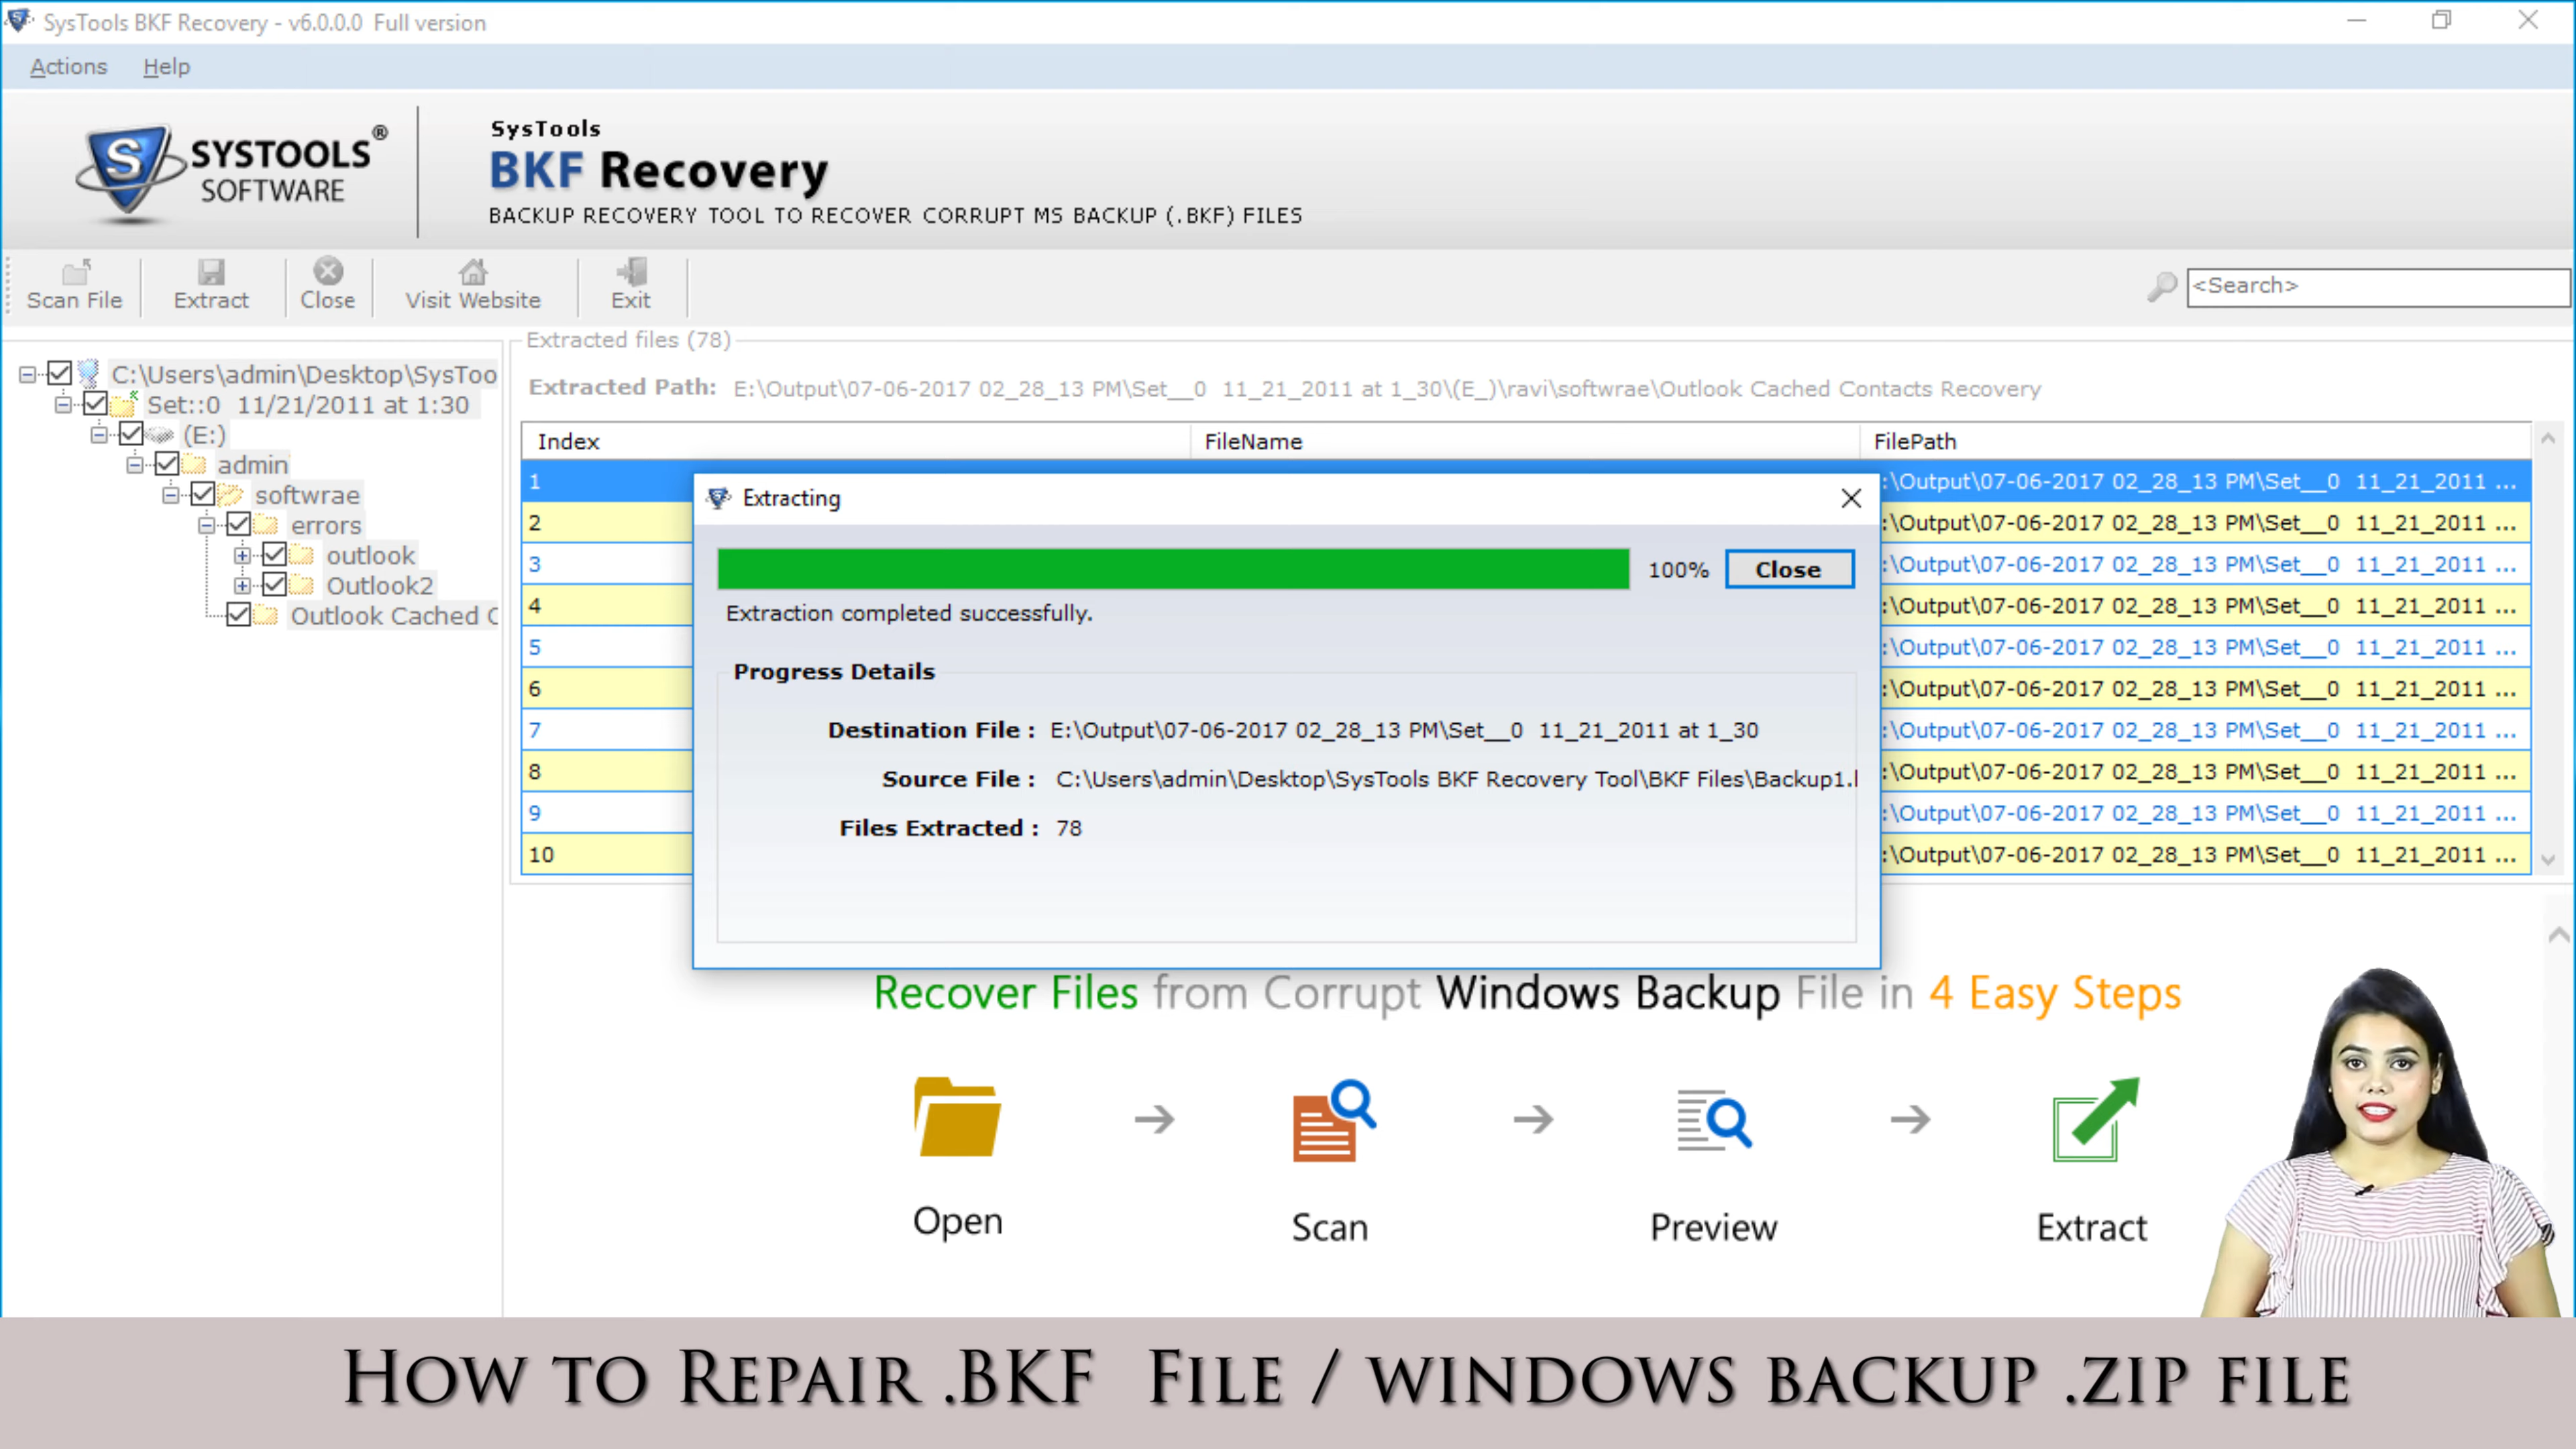 SysTools BKF Recovery - v6.0.0.0 Full version
Actions Help
SYSTOOLS®
SOFTWARE
SysTools
BKF Recovery
BACKUP RECOVERY TOOL TO RECOVER CORRUPT MS BACKUP (.BKF) FILES
Scan File Extract Close Visit Website Exit
<Search>
C:\Users\admin\Desktop\SysToo
Set::0 11/21/2011 at 1:30
(E:)
admin
softwrae
errors
outlook
Outlook2
Outlook Cached C
Extracted files (78)
Extracted Path: E:\Output\07-06-2017 02_28_13 PM\Set__0 11_21_2011 at 1_30\(E_)\ravi\softwrae\Outlook Cached Contacts Recovery
Index FileName FilePath
1 :\Output\07-06-2017 02_28_13 PM\Set__0 11_21_2011 ...
2 :\Output\07-06-2017 02_28_13 PM\Set__0 11_21_2011 ...
3 :\Output\07-06-2017 02_28_13 PM\Set__0 11_21_2011 ...
4 :\Output\07-06-2017 02_28_13 PM\Set__0 11_21_2011 ...
5 :\Output\07-06-2017 02_28_13 PM\Set__0 11_21_2011 ...
6 :\Output\07-06-2017 02_28_13 PM\Set__0 11_21_2011 ...
7 :\Output\07-06-2017 02_28_13 PM\Set__0 11_21_2011 ...
8 :\Output\07-06-2017 02_28_13 PM\Set__0 11_21_2011 ...
9 :\Output\07-06-2017 02_28_13 PM\Set__0 11_21_2011 ...
10 :\Output\07-06-2017 02_28_13 PM\Set__0 11_21_2011 ...
Extracting
100% Close
Extraction completed successfully.
Progress Details
Destination File : E:\Output\07-06-2017 02_28_13 PM\Set__0 11_21_2011 at 1_30
Source File : C:\Users\admin\Desktop\SysTools BKF Recovery Tool\BKF Files\Backup1.
Files Extracted : 78
Recover Files from Corrupt Windows Backup File in 4 Easy Steps
Open Scan Preview Extract
How to Repair .BKF File / windows backup .zip file